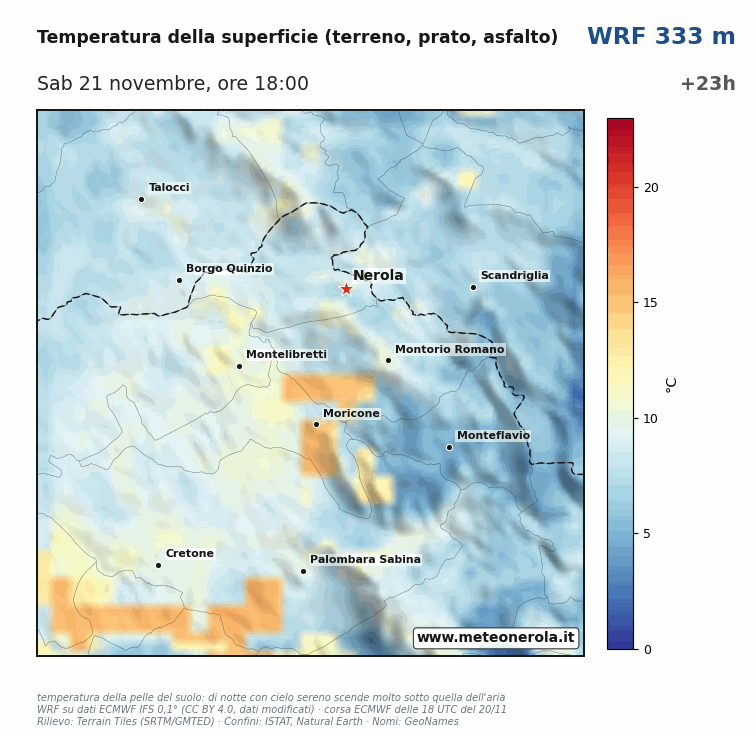 Temperatura della superficie (terreno, prato, asfalto)
WRF 333 m
Sab 21 novembre, ore 18:00
+23h
Talocci
Borgo Quinzio
Nerola
Scandriglia
Montelibretti
Montorio Romano
Moricone
Monteflavio
Cretone
Palombara Sabina
www.meteonerola.it
20
15
10
5
0
°C
temperatura della pelle del suolo: di notte con cielo sereno scende molto sotto quella dell'aria
WRF su dati ECMWF IFS 0,1° (CC BY 4.0, dati modificati) · corsa ECMWF delle 18 UTC del 20/11
Rilievo: Terrain Tiles (SRTM/GMTED) · Confini: ISTAT, Natural Earth · Nomi: GeoNames